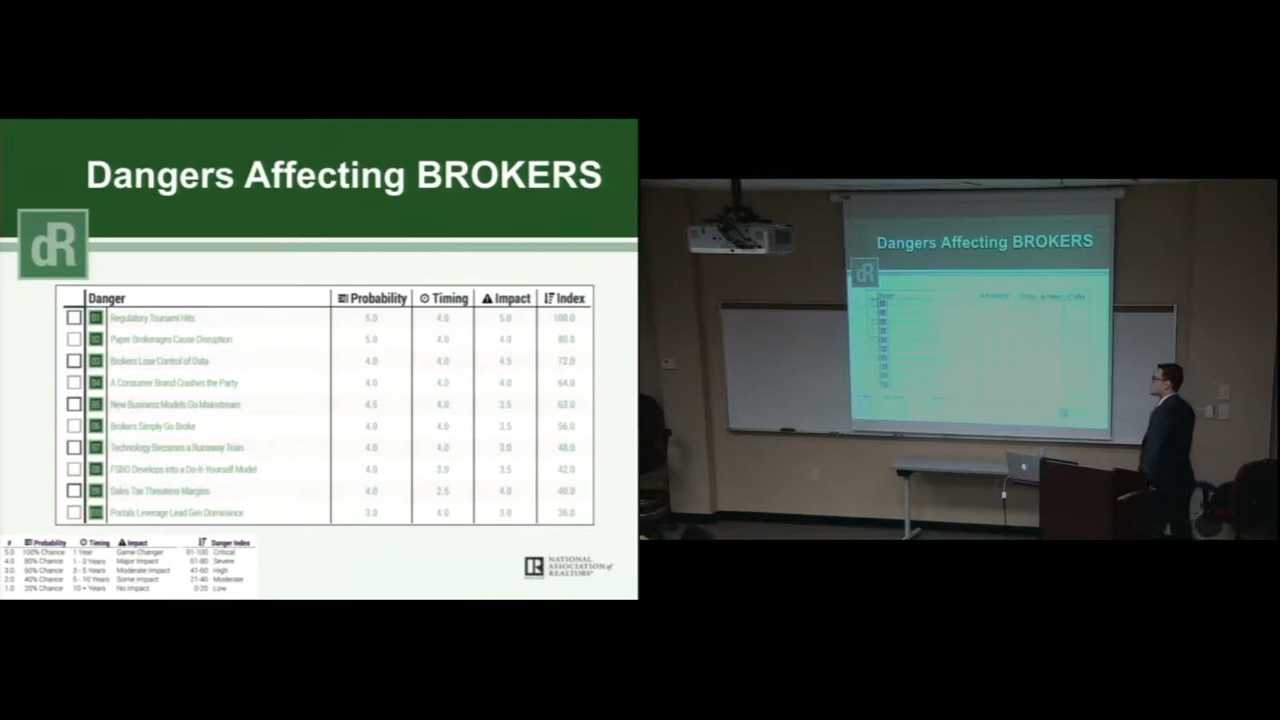 Dangers Affecting BROKERS
dR
Danger Probability Timing Impact Index
01 Regulatory Tsunami Hits 5.0 4.0 5.0 100.0
02 Paper Brokerages Cause Disruption 5.0 4.0 4.0 80.0
03 Brokers Lose Control of Data 4.0 4.0 4.5 72.0
04 A Consumer Brand Crashes the Party 4.0 4.0 4.0 64.0
05 New Business Models Go Mainstream 4.5 4.0 3.5 63.0
06 Brokers Simply Go Broke 4.0 4.0 3.5 56.0
07 Technology Becomes a Runaway Train 4.0 4.0 3.0 48.0
FSBO Develops into a Do-It-Yourself Model 4.0 3.0 3.5 42.0
Sales Tax Threatens Margins 4.0 2.5 4.0 40.0
Portals Leverage Lead Gen Dominance 3.0 4.0 3.0 36.0
# Probability Timing Impact Danger Index
5.0 100% Chance 1 Year Game Changer 81-100 Critical
4.0 80% Chance 1 - 3 Years Major Impact 61-80 Severe
3.0 60% Chance 3 - 5 Years Moderate Impact 41-60 High
2.0 40% Chance 5 - 10 Years Some Impact 21-40 Moderate
1.0 20% Chance 10 + Years No Impact 0-20 Low
NATIONAL
ASSOCIATION of
REALTORS®
Dangers Affecting BROKERS
dR